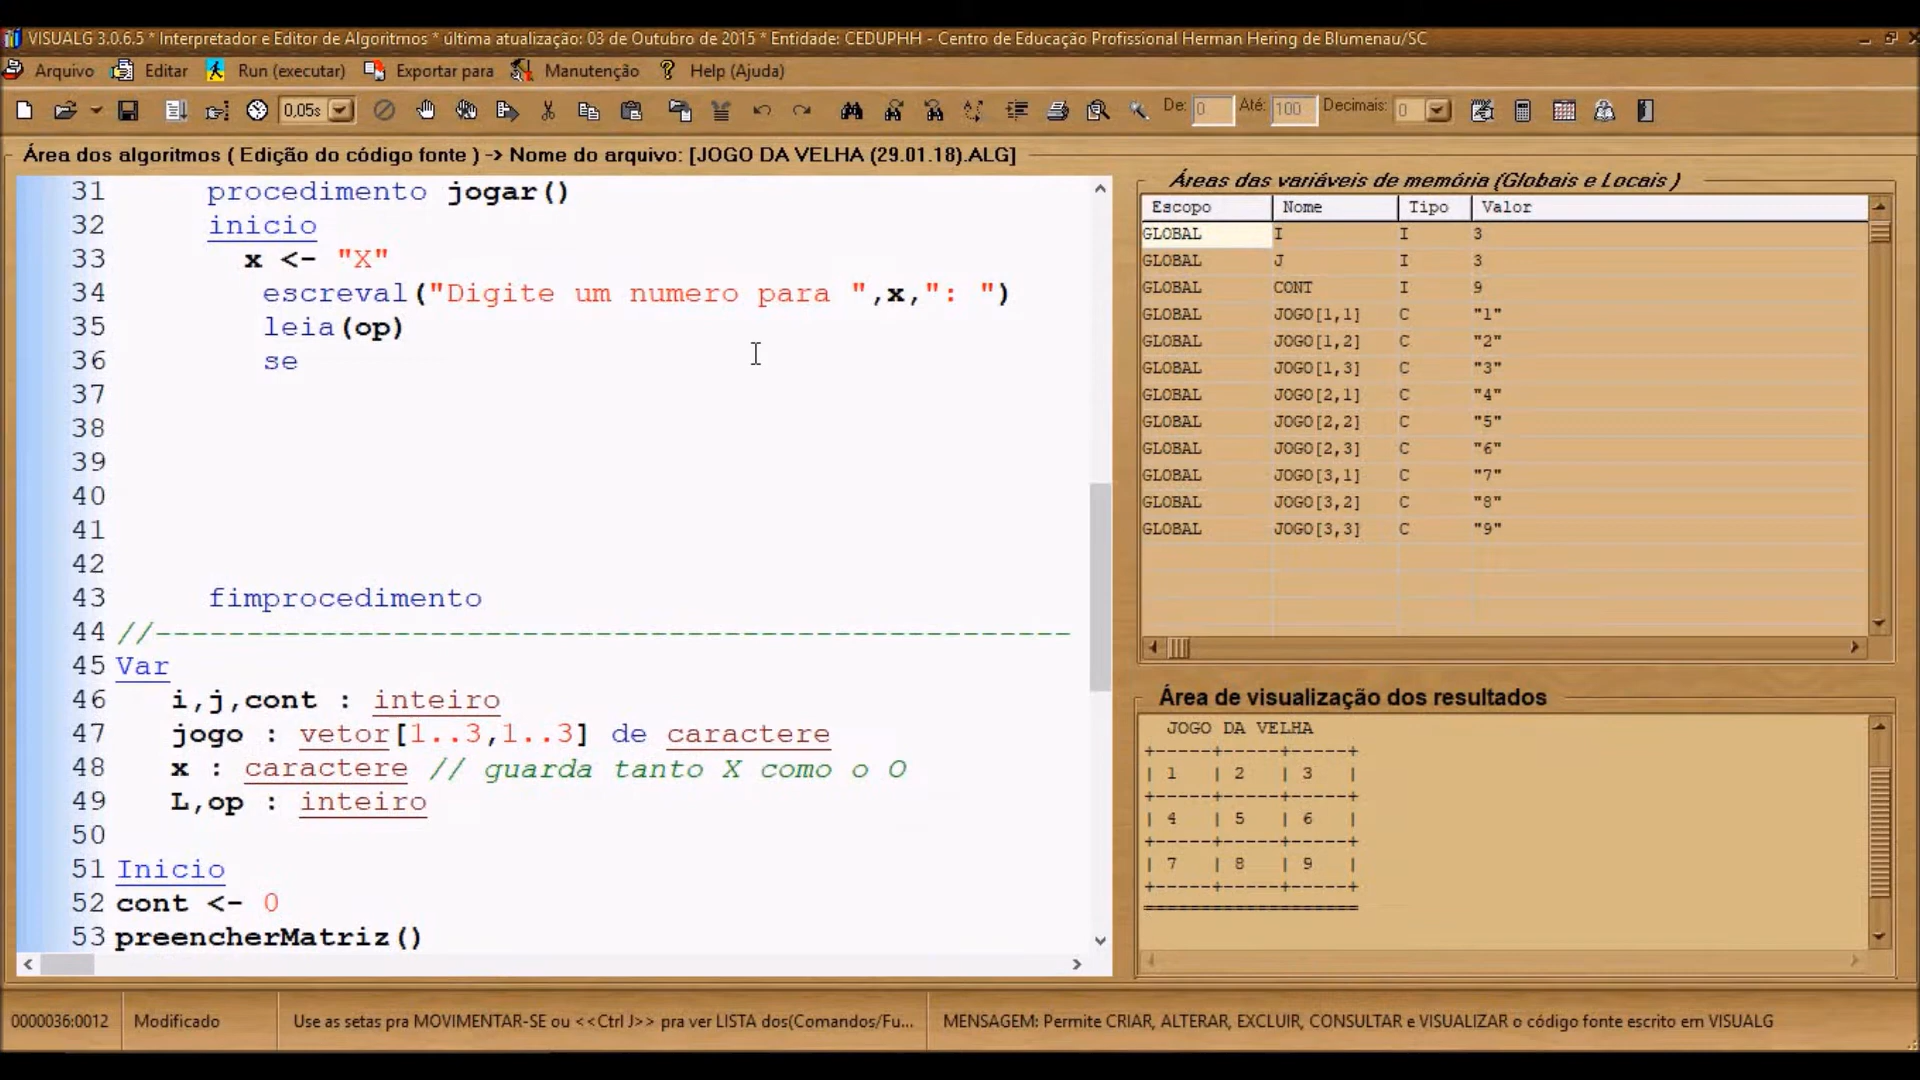 VISUALG 3.0.6.5 * Interpretador e Editor de Algoritmos * última atualização: 03 de Outubro de 2015 * Entidade: CEDUPHH - Centro de Educação Profissional Herman Hering de Blumenau/SC
Arquivo Editar Run (executar) Exportar para Manutenção Help (Ajuda)
0,05s De: 0 Até: 100 Decimais: 0
Área dos algoritmos ( Edição do código fonte ) -> Nome do arquivo: [JOGO DA VELHA (29.01.18).ALG]
31 procedimento jogar()
32 inicio
33 x <- "X"
34 escreval("Digite um numero para ",x,": ")
35 leia(op)
36 se
37
38
39
40
41
42
43 fimprocedimento
44 //--------------------------------------------------
45 Var
46 i,j,cont : inteiro
47 jogo : vetor[1..3,1..3] de caractere
48 x : caractere // guarda tanto X como o O
49 L,op : inteiro
50
51 Inicio
52 cont <- 0
53 preencherMatriz()
Áreas das variáveis de memória (Globais e Locais )
Escopo Nome Tipo Valor
GLOBAL I I 3
GLOBAL J I 3
GLOBAL CONT I 9
GLOBAL JOGO[1,1] C "1"
GLOBAL JOGO[1,2] C "2"
GLOBAL JOGO[1,3] C "3"
GLOBAL JOGO[2,1] C "4"
GLOBAL JOGO[2,2] C "5"
GLOBAL JOGO[2,3] C "6"
GLOBAL JOGO[3,1] C "7"
GLOBAL JOGO[3,2] C "8"
GLOBAL JOGO[3,3] C "9"
Área de visualização dos resultados
JOGO DA VELHA
+-----+-----+-----+
| 1 | 2 | 3 |
+-----+-----+-----+
| 4 | 5 | 6 |
+-----+-----+-----+
| 7 | 8 | 9 |
+-----+-----+-----+
===================
0000036:0012 Modificado Use as setas pra MOVIMENTAR-SE ou <<Ctrl J>> pra ver LISTA dos(Comandos/Fu... MENSAGEM: Permite CRIAR, ALTERAR, EXCLUIR, CONSULTAR e VISUALIZAR o código fonte escrito em VISUALG